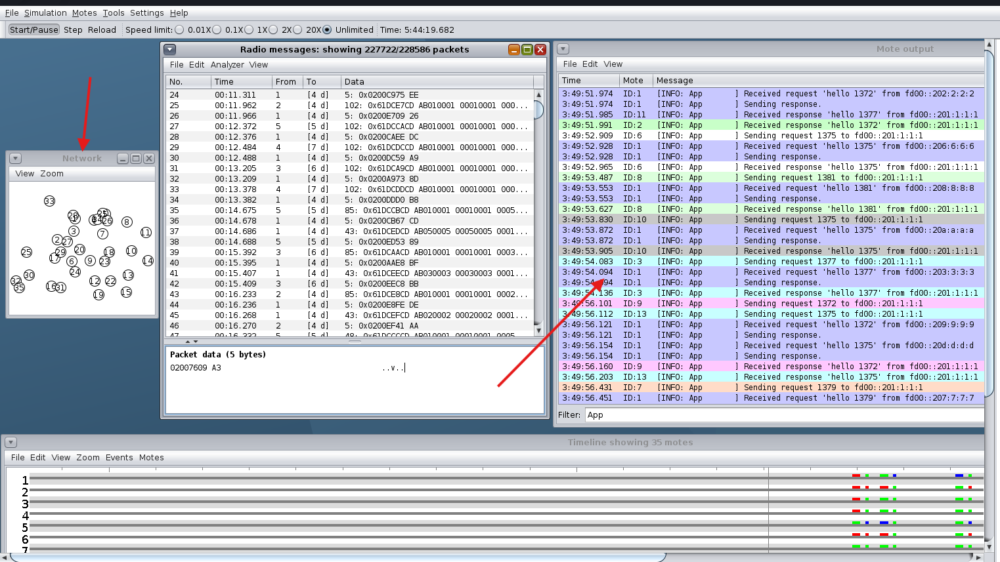 File Simulation Motes Tools Settings Help
Start/Pause Step Reload Speed limit: 0.01X 0.1X 1X 2X 20X Unlimited Time: 5:44:19.682
Network
View Zoom
33
8
11
3
7
2
27
25
29
20
18
10
17
6
9
23
14
24
30
13
32
12
22
35
16
31
19
15
Radio messages: showing 227722/228586 packets
File Edit Analyzer View
No. Time From To Data
24 00:11.311 1 [4 d] 5: 0x0200C975 EE
25 00:11.962 2 [4 d] 102: 0x61DCE7CD AB010001 00010001 000...
26 00:11.966 1 [4 d] 5: 0x0200E709 26
27 00:12.372 5 [5 d] 102: 0x61DCCACD AB010001 00010001 000...
28 00:12.376 1 [4 d] 5: 0x0200CAEE DC
29 00:12.484 4 [7 d] 102: 0x61DCDCCD AB010001 00010001 000...
30 00:12.488 1 [4 d] 5: 0x0200DC59 A9
31 00:13.205 3 [6 d] 102: 0x61DCA9CD AB010001 00010001 000...
32 00:13.209 1 [4 d] 5: 0x0200A973 8D
33 00:13.378 4 [7 d] 102: 0x61DCDDCD AB010001 00010001 000...
34 00:13.382 1 [4 d] 5: 0x0200DDD0 B8
35 00:14.675 5 [5 d] 85: 0x61DCCBCD AB010001 00010001 0005...
36 00:14.678 1 [4 d] 5: 0x0200CB67 CD
37 00:14.686 1 [4 d] 43: 0x61DCEDCD AB050005 00050005 0001...
38 00:14.688 5 [5 d] 5: 0x0200ED53 89
39 00:15.392 3 [6 d] 85: 0x61DCAACD AB010001 00010001 0003...
40 00:15.395 1 [4 d] 5: 0x0200AAE8 BF
41 00:15.407 1 [4 d] 43: 0x61DCEECD AB030003 00030003 0001...
42 00:15.409 3 [6 d] 5: 0x0200EEC8 BB
43 00:16.233 2 [4 d] 85: 0x61DCE8CD AB010001 00010001 0002...
44 00:16.236 1 [4 d] 5: 0x0200E8FE DE
45 00:16.268 1 [4 d] 43: 0x61DCEFCD AB020002 00020002 0001...
46 00:16.270 2 [4 d] 5: 0x0200EF41 AA
47 00:16.332 5 [5 d] 48: 0x61DCCCCD AB010001 00010001 0005
Packet data (5 bytes)
02007609 A3 ..v..
Mote output
File Edit View
Time Mote Message
3:49:51.974 ID:1 [INFO: App ] Received request 'hello 1372' from fd00::202:2:2:2
3:49:51.974 ID:1 [INFO: App ] Sending response.
3:49:51.985 ID:11 [INFO: App ] Received response 'hello 1377' from fd00::201:1:1:1
3:49:51.991 ID:2 [INFO: App ] Received response 'hello 1372' from fd00::201:1:1:1
3:49:52.909 ID:6 [INFO: App ] Sending request 1375 to fd00::201:1:1:1
3:49:52.928 ID:1 [INFO: App ] Received request 'hello 1375' from fd00::206:6:6:6
3:49:52.928 ID:1 [INFO: App ] Sending response.
3:49:52.965 ID:6 [INFO: App ] Received response 'hello 1375' from fd00::201:1:1:1
3:49:53.487 ID:8 [INFO: App ] Sending request 1381 to fd00::201:1:1:1
3:49:53.553 ID:1 [INFO: App ] Received request 'hello 1381' from fd00::208:8:8:8
3:49:53.553 ID:1 [INFO: App ] Sending response.
3:49:53.627 ID:8 [INFO: App ] Received response 'hello 1381' from fd00::201:1:1:1
3:49:53.830 ID:10 [INFO: App ] Sending request 1375 to fd00::201:1:1:1
3:49:53.872 ID:1 [INFO: App ] Received request 'hello 1375' from fd00::20a:a:a:a
3:49:53.872 ID:1 [INFO: App ] Sending response.
3:49:53.905 ID:10 [INFO: App ] Received response 'hello 1375' from fd00::201:1:1:1
3:49:54.083 ID:3 [INFO: App ] Sending request 1377 to fd00::201:1:1:1
3:49:54.094 ID:1 [INFO: App ] Received request 'hello 1377' from fd00::203:3:3:3
3:49:54.094 ID:1 [INFO: App ] Sending response.
3:49:54.136 ID:3 [INFO: App ] Received response 'hello 1377' from fd00::201:1:1:1
3:49:56.101 ID:9 [INFO: App ] Sending request 1372 to fd00::201:1:1:1
3:49:56.112 ID:13 [INFO: App ] Sending request 1375 to fd00::201:1:1:1
3:49:56.121 ID:1 [INFO: App ] Received request 'hello 1372' from fd00::209:9:9:9
3:49:56.121 ID:1 [INFO: App ] Sending response.
3:49:56.154 ID:1 [INFO: App ] Received request 'hello 1375' from fd00::20d:d:d:d
3:49:56.154 ID:1 [INFO: App ] Sending response.
3:49:56.160 ID:9 [INFO: App ] Received response 'hello 1372' from fd00::201:1:1:1
3:49:56.203 ID:13 [INFO: App ] Received response 'hello 1375' from fd00::201:1:1:1
3:49:56.431 ID:7 [INFO: App ] Sending request 1379 to fd00::201:1:1:1
3:49:56.451 ID:1 [INFO: App ] Received request 'hello 1379' from fd00::207:7:7:7
Filter: App
Timeline showing 35 motes
File Edit View Zoom Events Motes
1
2
3
4
5
6
7